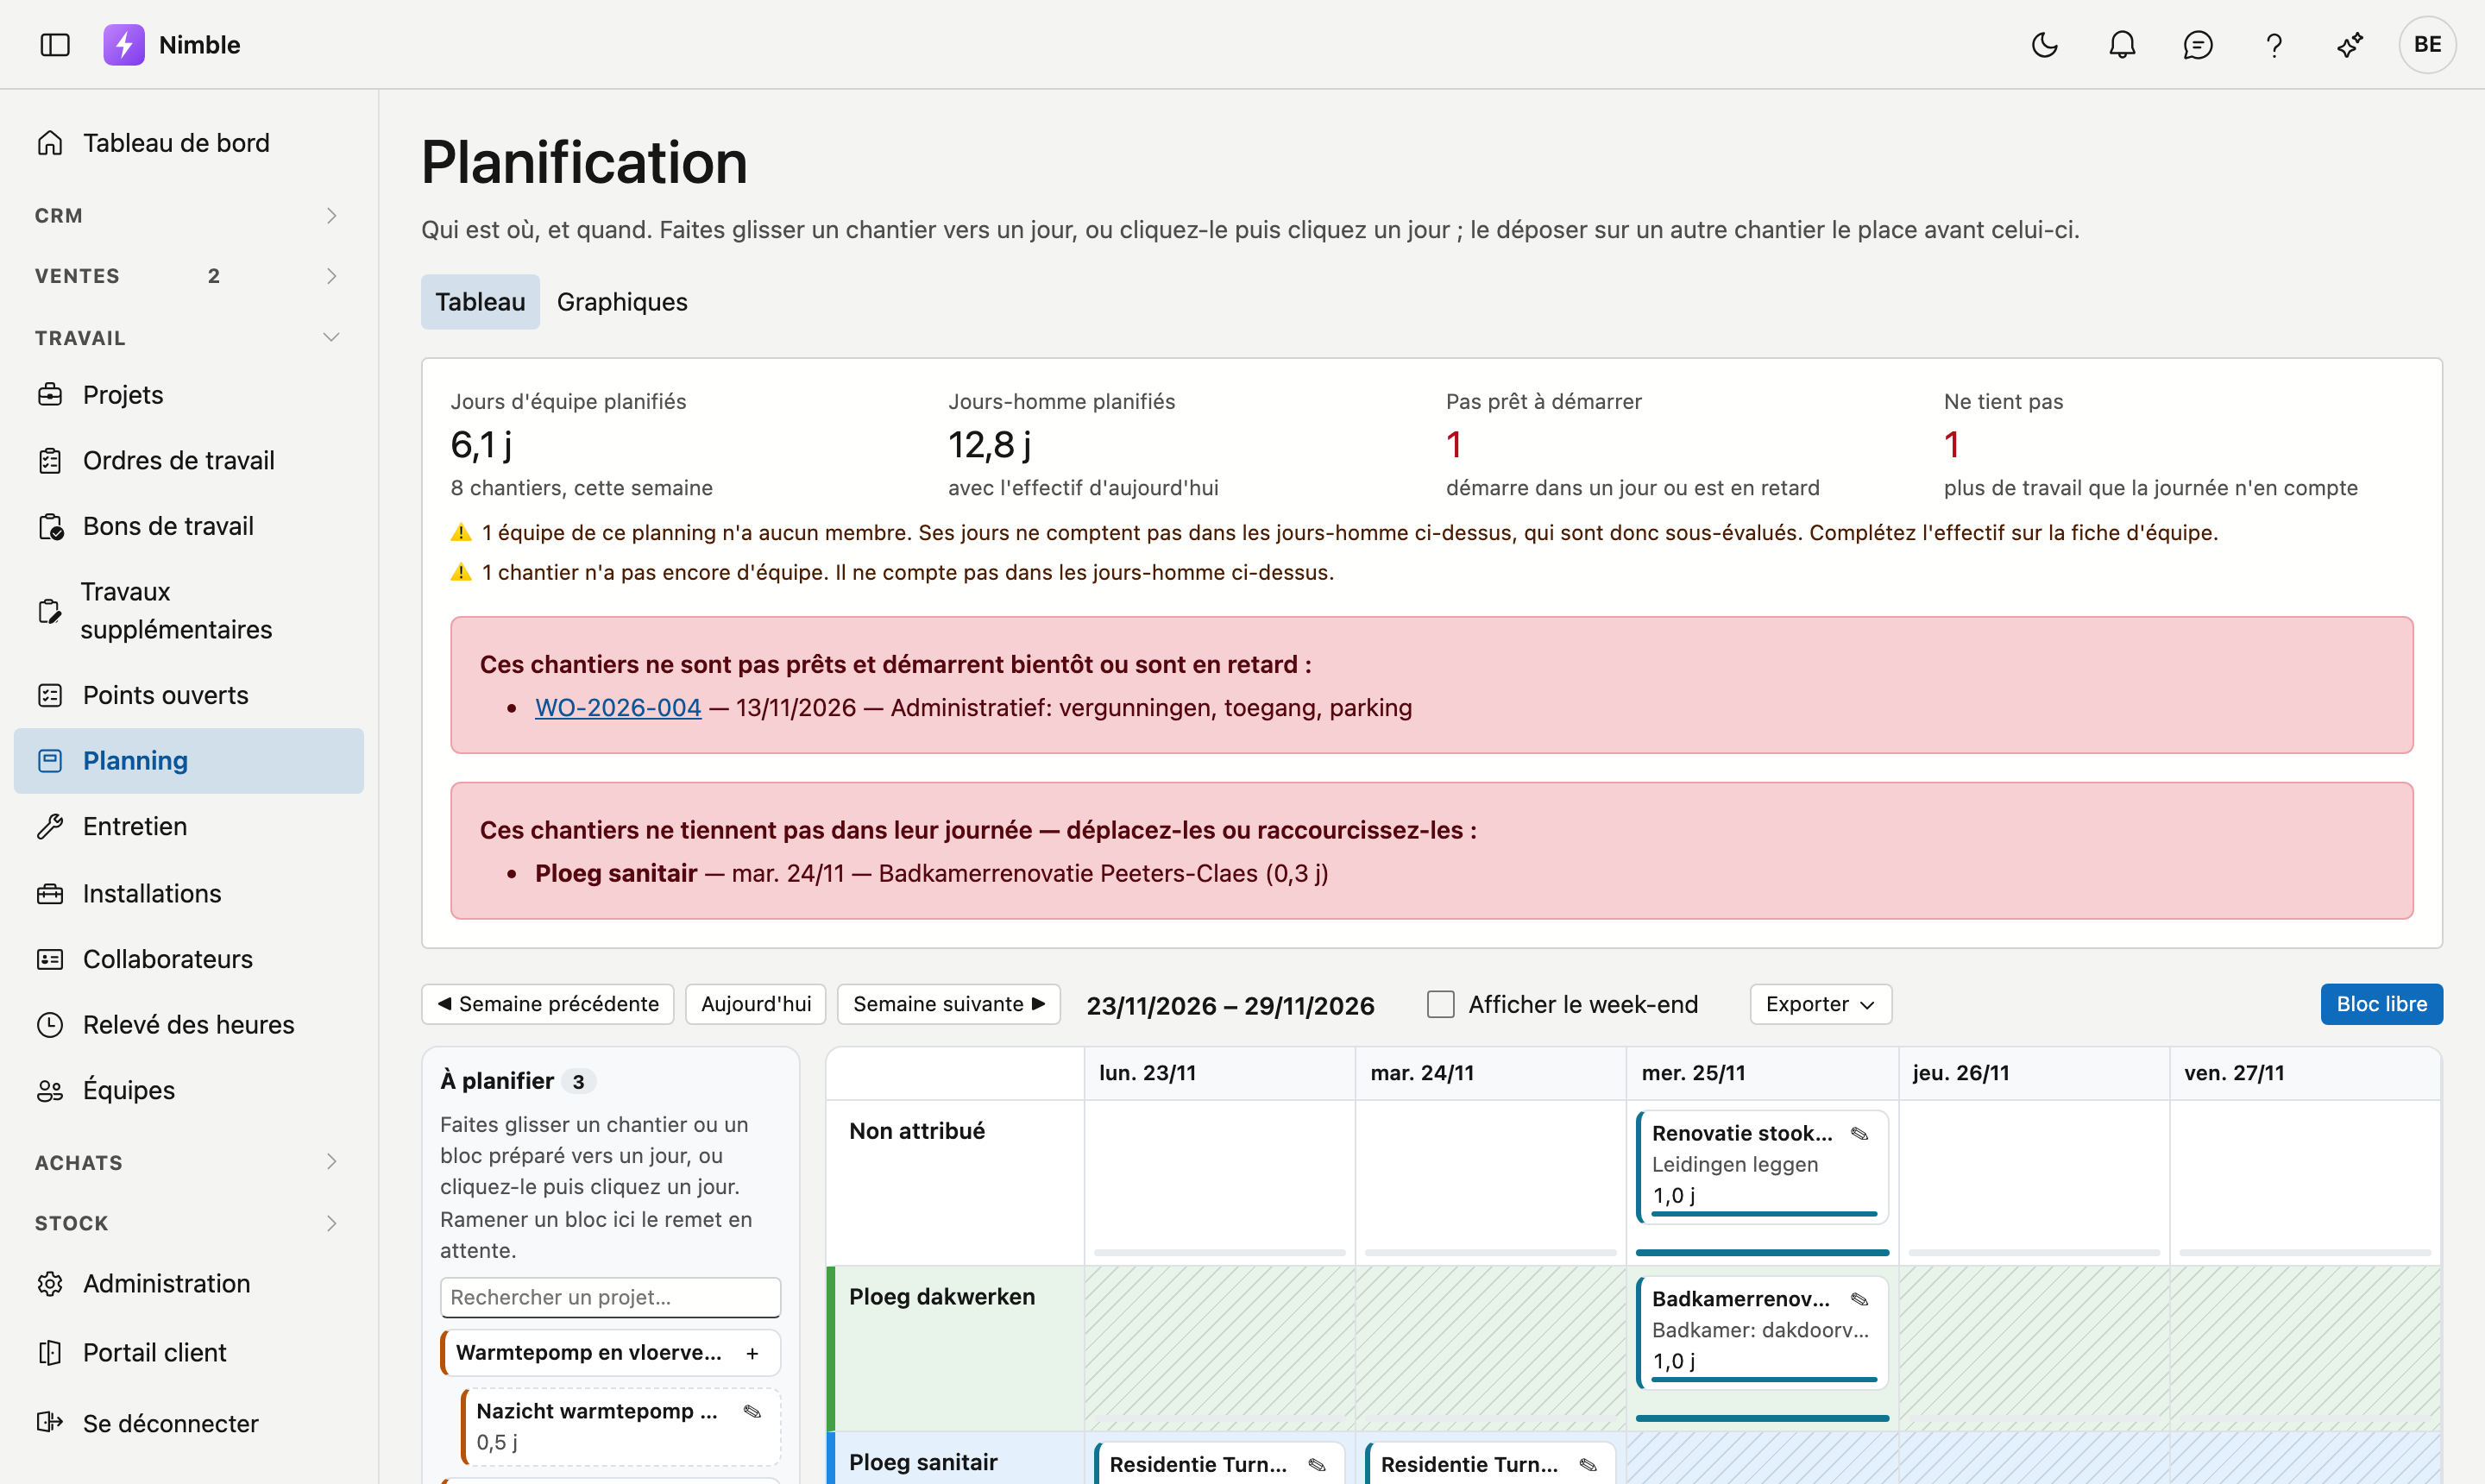 Nimble
BE
Tableau de bord
CRM
VENTES 2
TRAVAIL
Projets
Ordres de travail
Bons de travail
Travaux
supplémentaires
Points ouverts
Planning
Entretien
Installations
Collaborateurs
Relevé des heures
Équipes
ACHATS
STOCK
Administration
Portail client
Se déconnecter
Planification
Qui est où, et quand. Faites glisser un chantier vers un jour, ou cliquez-le puis cliquez un jour ; le déposer sur un autre chantier le place avant celui-ci.
Tableau Graphiques
Jours d'équipe planifiés
6,1 j
8 chantiers, cette semaine
Jours-homme planifiés
12,8 j
avec l'effectif d'aujourd'hui
Pas prêt à démarrer
1
démarre dans un jour ou est en retard
Ne tient pas
1
plus de travail que la journée n'en compte
1 équipe de ce planning n'a aucun membre. Ses jours ne comptent pas dans les jours-homme ci-dessus, qui sont donc sous-évalués. Complétez l'effectif sur la fiche d'équipe.
1 chantier n'a pas encore d'équipe. Il ne compte pas dans les jours-homme ci-dessus.
Ces chantiers ne sont pas prêts et démarrent bientôt ou sont en retard :
• WO-2026-004 — 13/11/2026 — Administratief: vergunningen, toegang, parking
Ces chantiers ne tiennent pas dans leur journée — déplacez-les ou raccourcissez-les :
• Ploeg sanitair — mar. 24/11 — Badkamerrenovatie Peeters-Claes (0,3 j)
◀ Semaine précédente Aujourd'hui Semaine suivante ▶ 23/11/2026 – 29/11/2026 Afficher le week-end Exporter Bloc libre
À planifier 3
Faites glisser un chantier ou un
bloc préparé vers un jour, ou
cliquez-le puis cliquez un jour.
Ramener un bloc ici le remet en
attente.
Rechercher un projet...
Warmtepomp en vloerve... +
Nazicht warmtepomp ...
0,5 j
lun. 23/11 mar. 24/11 mer. 25/11 jeu. 26/11 ven. 27/11
Non attribué
Renovatie stook...
Leidingen leggen
1,0 j
Ploeg dakwerken
Badkamerrenov...
Badkamer: dakdoorv...
1,0 j
Ploeg sanitair
Residentie Turn...
Residentie Turn...